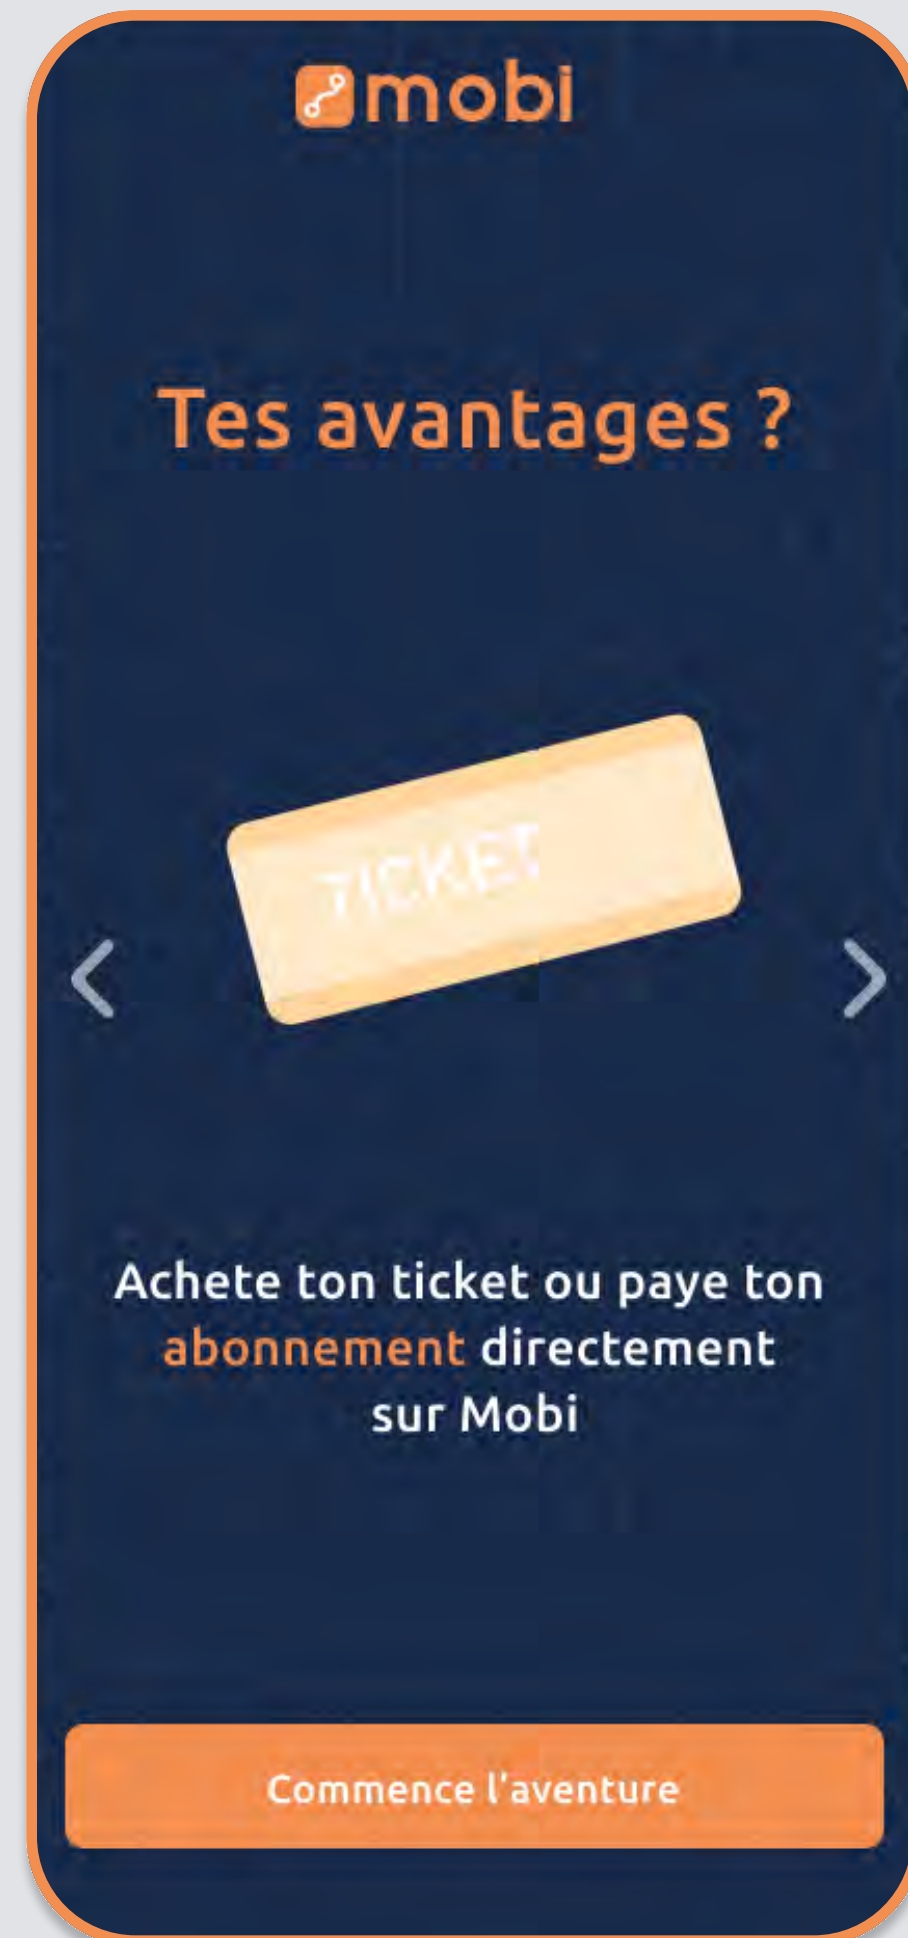 mobi
Tes avantages ?
TICKET
Achete ton ticket ou paye ton
abonnement directement
sur Mobi
Commence l'aventure